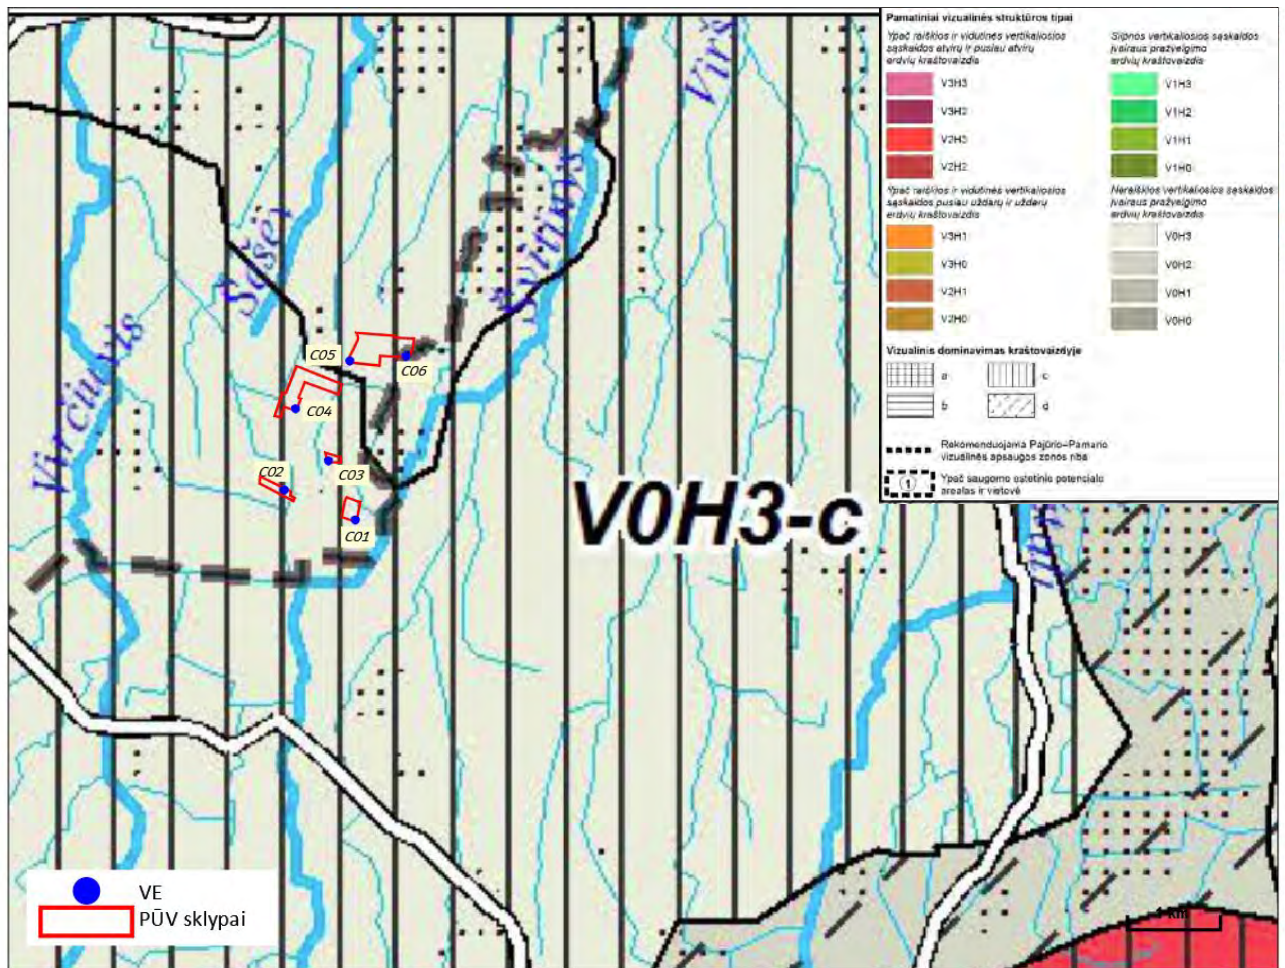 Pamatiniai vizualinės struktūros tipai
Ypač raiškios ir vidutinės vertikaliosios
sąskaidos atvirų ir pusiau atvirų
erdvių kraštovaizdis
V3H3
V3H2
V2H3
V2H2
Ypač raiškios ir vidutinės vertikaliosios
sąskaidos pusiau uždarų ir uždarų
erdvių kraštovaizdis
V3H1
V3H0
V2H1
V2H0
Silpnos vertikaliosios sąskaidos
įvairaus pražvelgimo
erdvių kraštovaizdis
V1H3
V1H2
V1H1
V1H0
Neraiškios vertikaliosios sąskaidos
įvairaus pražvelgimo
erdvių kraštovaizdis
V0H3
V0H2
V0H1
V0H0
Vizualinis dominavimas kraštovaizdyje
a
c
b
d
Rekomenduojama Pajūrio–Pamario
vizualinės apsaugos zonos riba
1
Ypač saugomo estetinio potencialo
arealas ir vietovė
Virš
Šešėv
Švitinys
Virčiuvis
C05
C06
C04
C03
C02
C01
V0H3-c
VE
PŪV sklypai
1 km